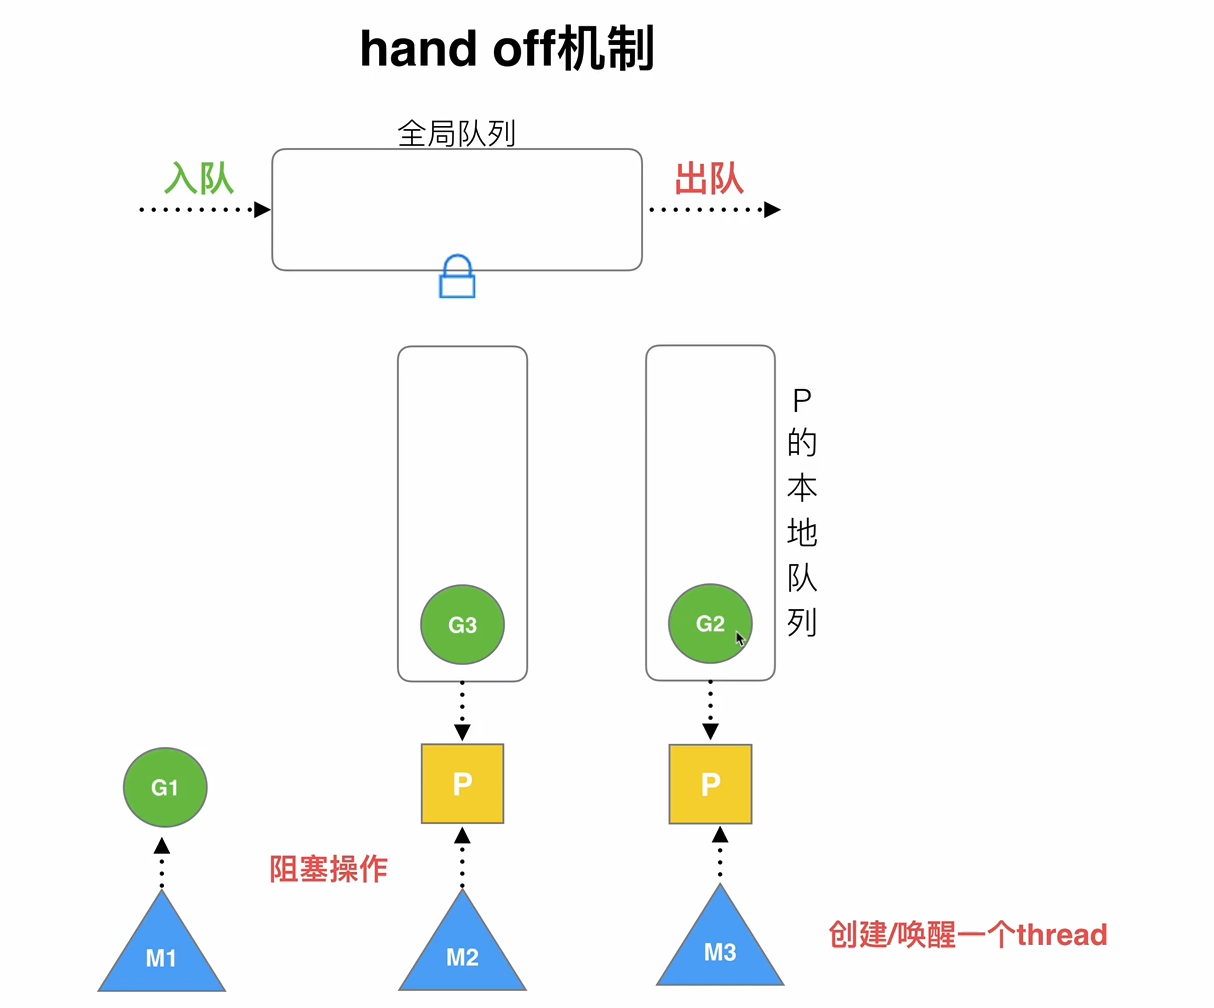 hand off机制
全局队列
入队
出队
P
的
本
地
队
列
G3
G2
G1
P
P
阻塞操作
M1
M2
M3
创建/唤醒一个thread